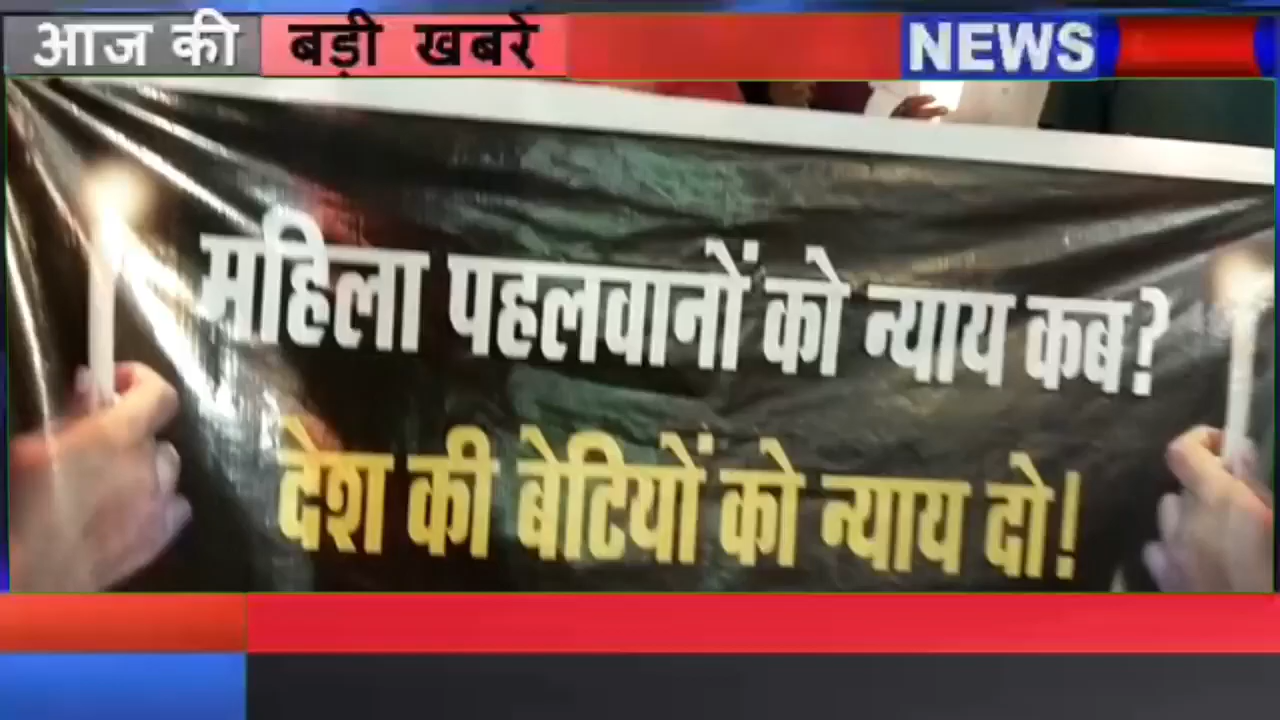 आज की बड़ी खबरे NEWS
महिला पहलवानों को न्याय कब?
देश की बेटियों को न्याय दो!